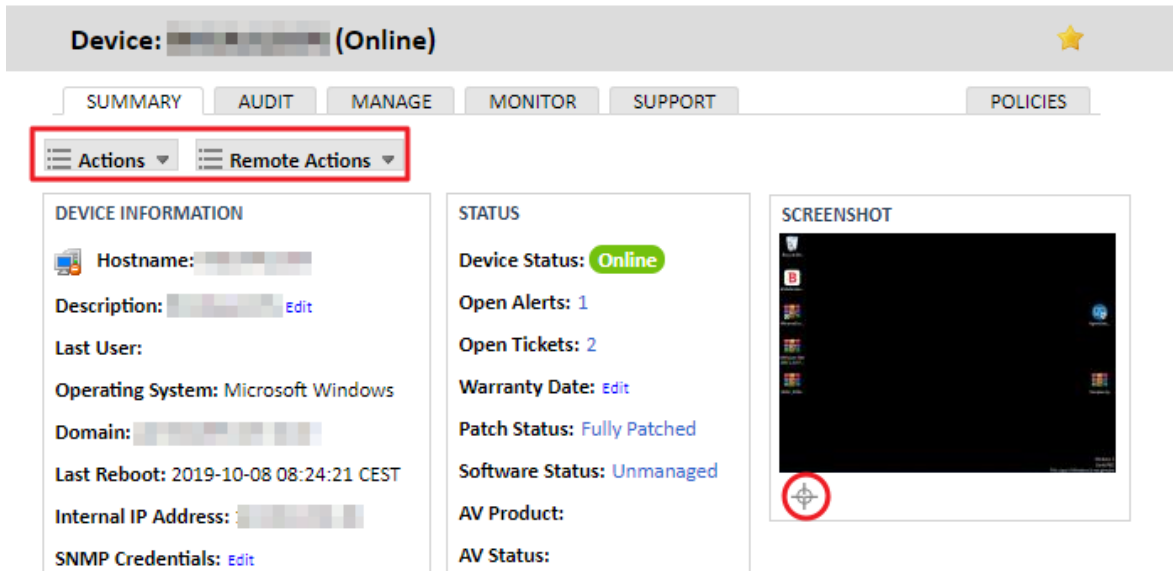 Device: (Online)
SUMMARY AUDIT MANAGE MONITOR SUPPORT POLICIES
Actions Remote Actions
DEVICE INFORMATION
Hostname:
Description: Edit
Last User:
Operating System: Microsoft Windows
Domain:
Last Reboot: 2019-10-08 08:24:21 CEST
Internal IP Address:
SNMP Credentials: Edit
STATUS
Device Status: Online
Open Alerts: 1
Open Tickets: 2
Warranty Date: Edit
Patch Status: Fully Patched
Software Status: Unmanaged
AV Product:
AV Status:
SCREENSHOT
B